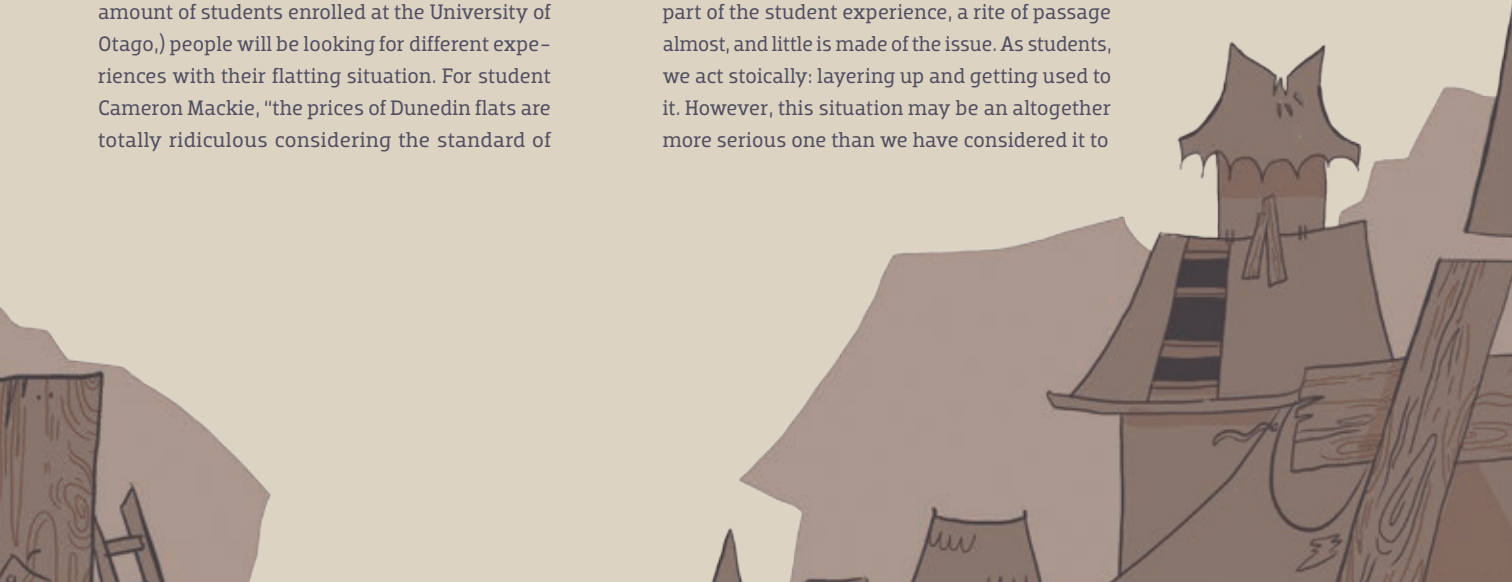 amount of students enrolled at the University of
Otago,) people will be looking for different expe-
riences with their flatting situation. For student
Cameron Mackie, “the prices of Dunedin flats are
totally ridiculous considering the standard of
part of the student experience, a rite of passage
almost, and little is made of the issue. As students,
we act stoically: layering up and getting used to
it. However, this situation may be an altogether
more serious one than we have considered it to